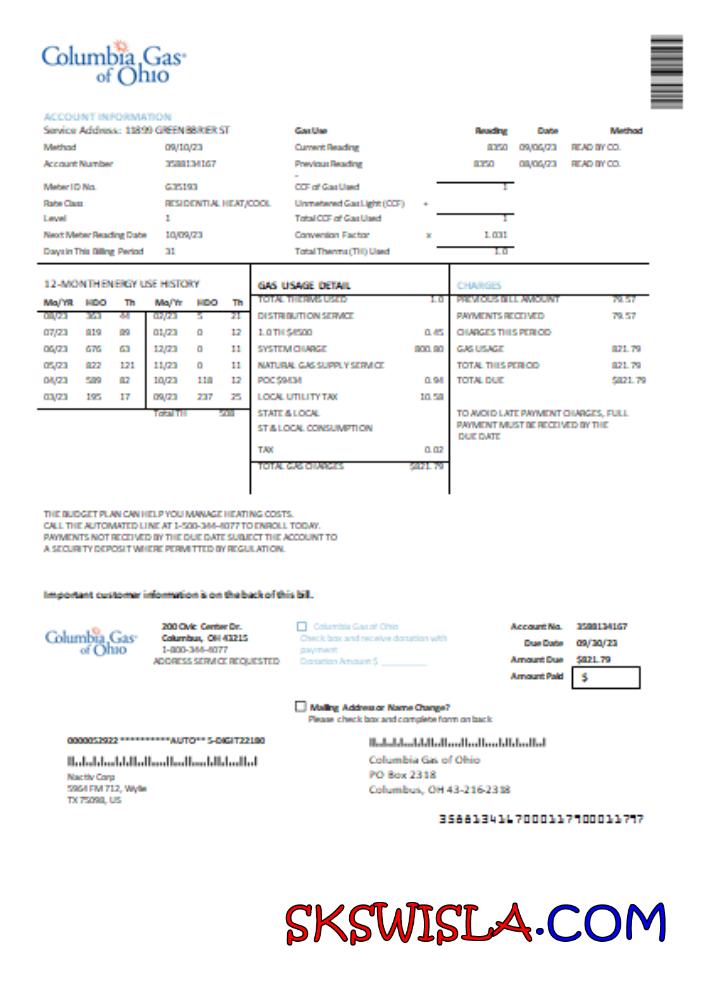 Columbia Gas®
of Ohio
ACCOUNT INFORMATION
Service Address: 11899 GREEN BRIER ST
Gas Use Reading Date Method
Method 09/10/23 Current Reading 8350 09/06/23 READ BY CO.
Account Number 3588134167 Previous Reading 8350 08/06/23 READ BY CO.
-
Meter ID No. G35193 CCF of Gas Used 1
Rate Class RESIDENTIAL HEAT/COOL Unmetered Gas Light (CCF) +
Level 1 Total CCF of Gas Used 1
Next Meter Reading Date 10/09/23 Conversion Factor x 1.031
Days in This Billing Period 31 Total Therms (TH) Used 1.0
12-MONTH ENERGY USE HISTORY GAS USAGE DETAIL CHARGES
Mo/YR HDO Th Mo/Yr HDO Th TOTAL THERMS USED 1.0 PREVIOUS BILL AMOUNT 79.57
08/23 363 44 02/23 5 21 DISTRIBUTION SERVICE PAYMENTS RECEIVED 79.57
07/23 819 89 01/23 0 12 1.0 TH $4500 0.45 CHARGES THIS PERIOD
06/23 676 63 12/23 0 11 SYSTEM CHARGE 800.80 GAS USAGE 821.79
05/23 822 121 11/23 0 11 NATURAL GAS SUPPLY SERVICE TOTAL THIS PERIOD 821.79
04/23 589 82 10/23 118 12 POC $9434 0.94 TOTAL DUE $821.79
03/23 195 17 09/23 237 25 LOCAL UTILITY TAX 10.58
Total TH 508 STATE & LOCAL
ST & LOCAL CONSUMPTION
TAX 0.02
TOTAL GAS CHARGES $821.79
TO AVOID LATE PAYMENT CHARGES, FULL
PAYMENT MUST BE RECEIVED BY THE
DUE DATE
THE BUDGET PLAN CAN HELP YOU MANAGE HEATING COSTS.
CALL THE AUTOMATED LINE AT 1-500-344-4077 TO ENROLL TODAY.
PAYMENTS NOT RECEIVED BY THE DUE DATE SUBJECT THE ACCOUNT TO
A SECURITY DEPOSIT WHERE PERMITTED BY REGULATION.
Important customer information is on the back of this bill.
Columbia Gas®
of Ohio
200 Civic Center Dr.
Columbus, OH 43215
1-800-344-4077
ADDRESS SERVICE REQUESTED
Columbia Gas of Ohio
Check box and receive donation with
payment
Donation Amount $ __________
Account No. 3588134167
Due Date 09/30/23
Amount Due $821.79
Amount Paid $
Mailing Address or Name Change?
Please check box and complete form on back
0000052922 **********AUTO** 5-DIGIT22180
Nactiv Corp
5964 FM 712, Wylie
TX 75098, US
Columbia Gas of Ohio
PO Box 2318
Columbus, OH 43-216-2318
358813416700011790001179​7
SKSWISLA.COM